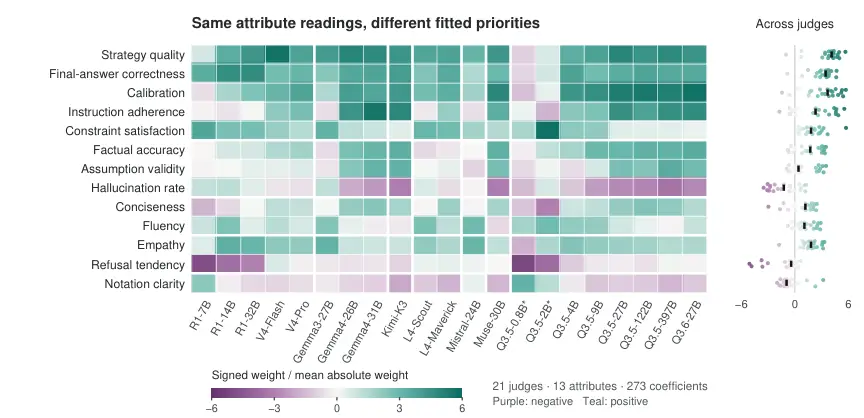 Same attribute readings, different fitted priorities
Across judges
Strategy quality
Final-answer correctness
Calibration
Instruction adherence
Constraint satisfaction
Factual accuracy
Assumption validity
Hallucination rate
Conciseness
Fluency
Empathy
Refusal tendency
Notation clarity
R1-7B
R1-14B
R1-32B
V4-Flash
V4-Pro
Gemma3-27B
Gemma4-26B
Gemma4-31B
Kimi-K3
L4-Scout
L4-Maverick
Mistral-24B
Muse-30B
Q3.5-0.8B*
Q3.5-2B*
Q3.5-4B
Q3.5-9B
Q3.5-27B
Q3.5-122B
Q3.5-397B
Q3.6-27B
−6 0 6
Signed weight / mean absolute weight
−6 −3 0 3 6
21 judges · 13 attributes · 273 coefficients
Purple: negative Teal: positive